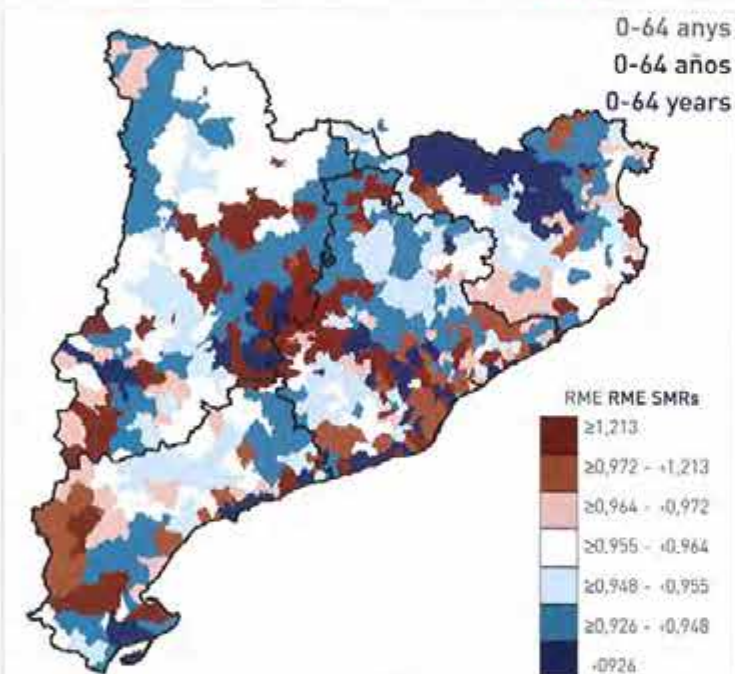 0-64 anys
0-64 años
0-64 years
RME RME SMRs
≥1,213
≥0,972 - ‹1,213
≥0,964 - ‹0,972
≥0,955 - ‹0,964
≥0,948 - ‹0,955
≥0,926 - ‹0,948
‹0926